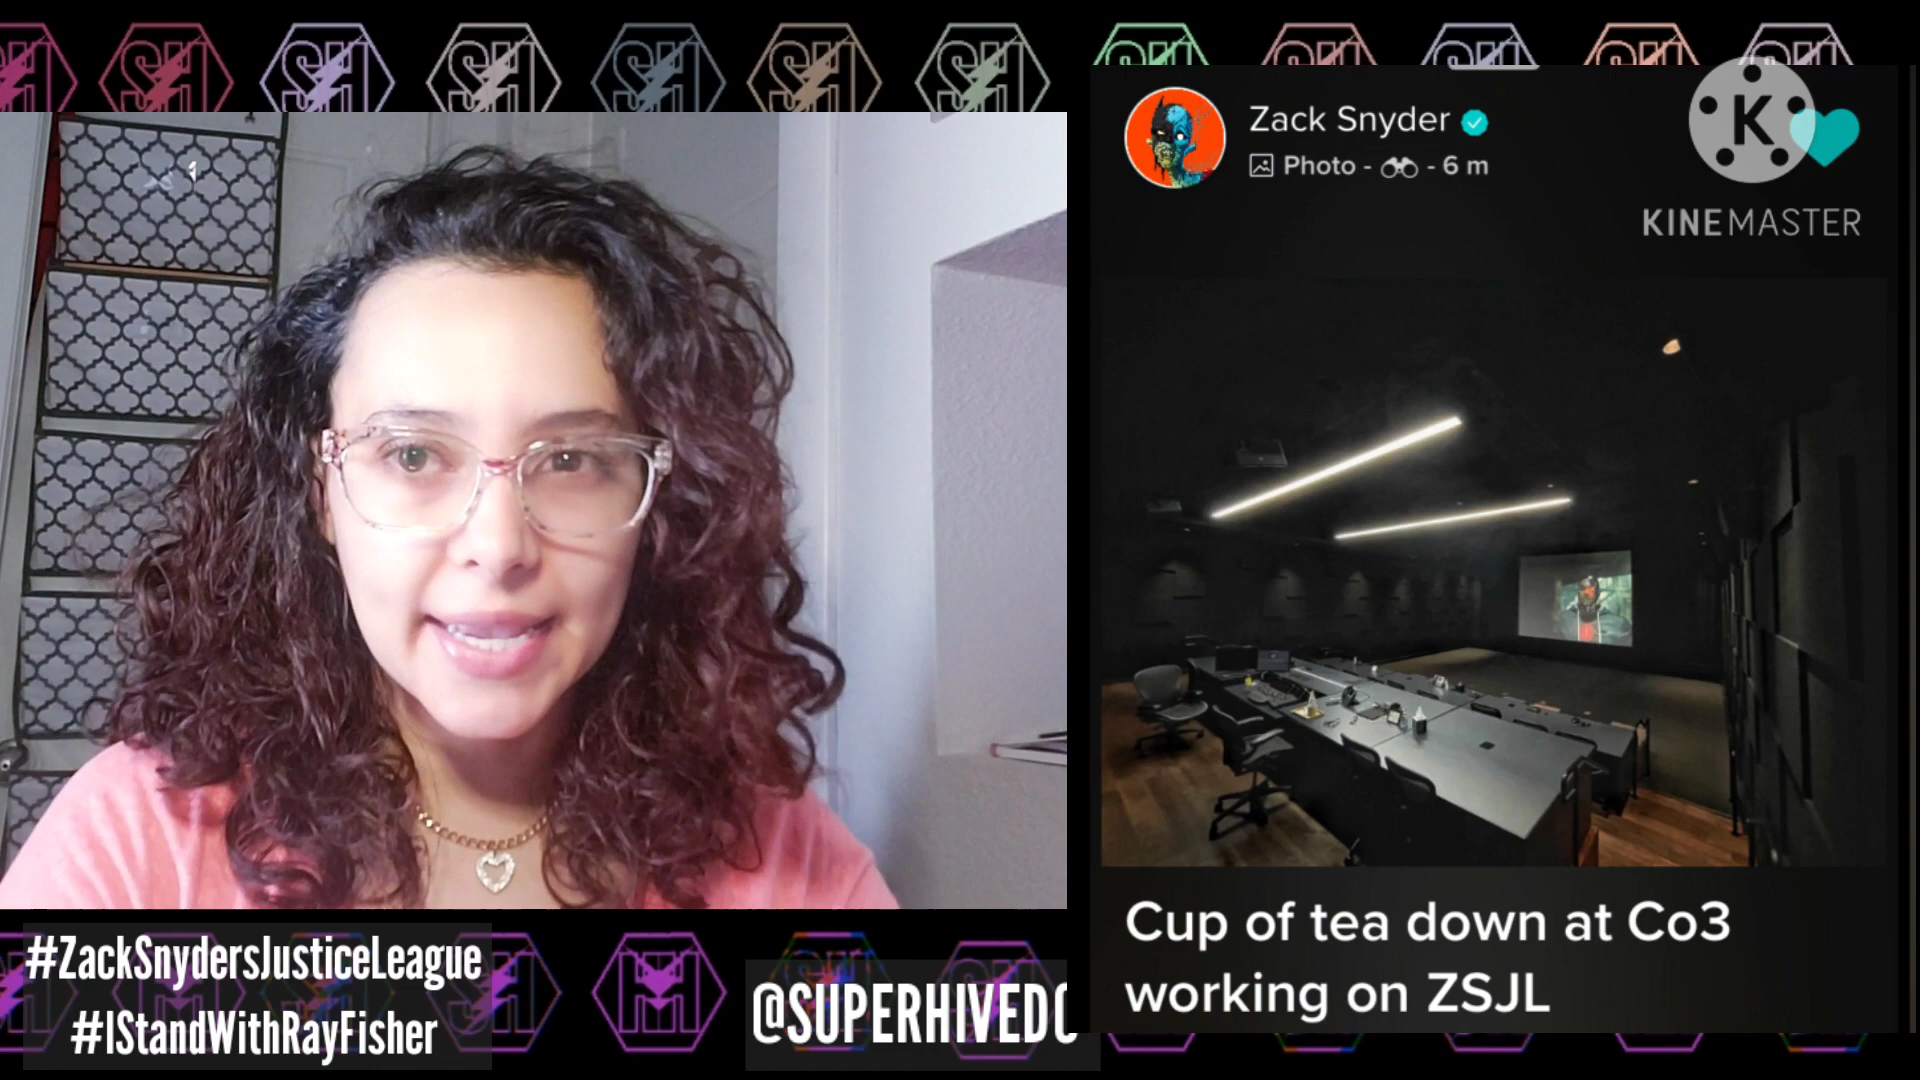 Zack Snyder
Photo - - 6 m
K
KINEMASTER
Cup of tea down at Co3
working on ZSJL
#ZackSnydersJusticeLeague
#IStandWithRayFisher
@SUPERHIVEDC